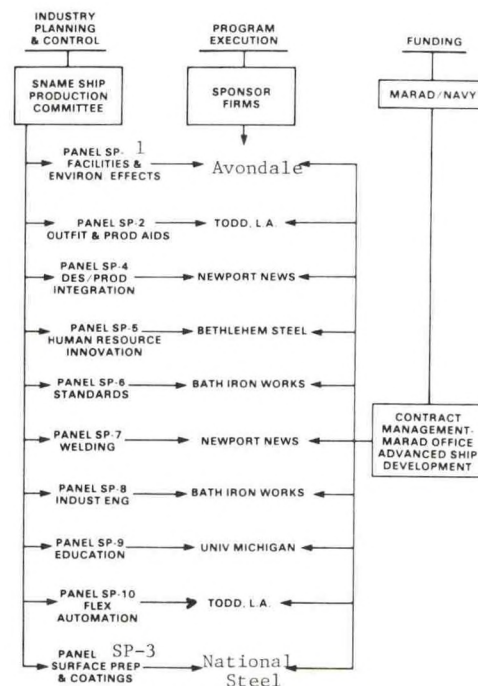 INDUSTRY
PLANNING
& CONTROL
PROGRAM
EXECUTION
FUNDING
SNAME SHIP
PRODUCTION
COMMITTEE
SPONSOR
FIRMS
MARAD/NAVY
PANEL SP- 1
FACILITIES &
ENVIRON EFFECTS
Avondale
PANEL SP-2
OUTFIT & PROD AIDS
TODD, L.A.
PANEL SP-4
DES/PROD
INTEGRATION
NEWPORT NEWS
PANEL SP-5
HUMAN RESOURCE
INNOVATION
BETHLEHEM STEEL
PANEL SP-6
STANDARDS
BATH IRON WORKS
PANEL SP-7
WELDING
NEWPORT NEWS
CONTRACT
MANAGEMENT-
MARAD OFFICE
ADVANCED SHIP
DEVELOPMENT
PANEL SP-8
INDUST ENG
BATH IRON WORKS
PANEL SP-9
EDUCATION
UNIV MICHIGAN
PANEL SP-10
FLEX
AUTOMATION
TODD, L.A.
PANEL SP-3
SURFACE PREP
& COATINGS
National
Steel